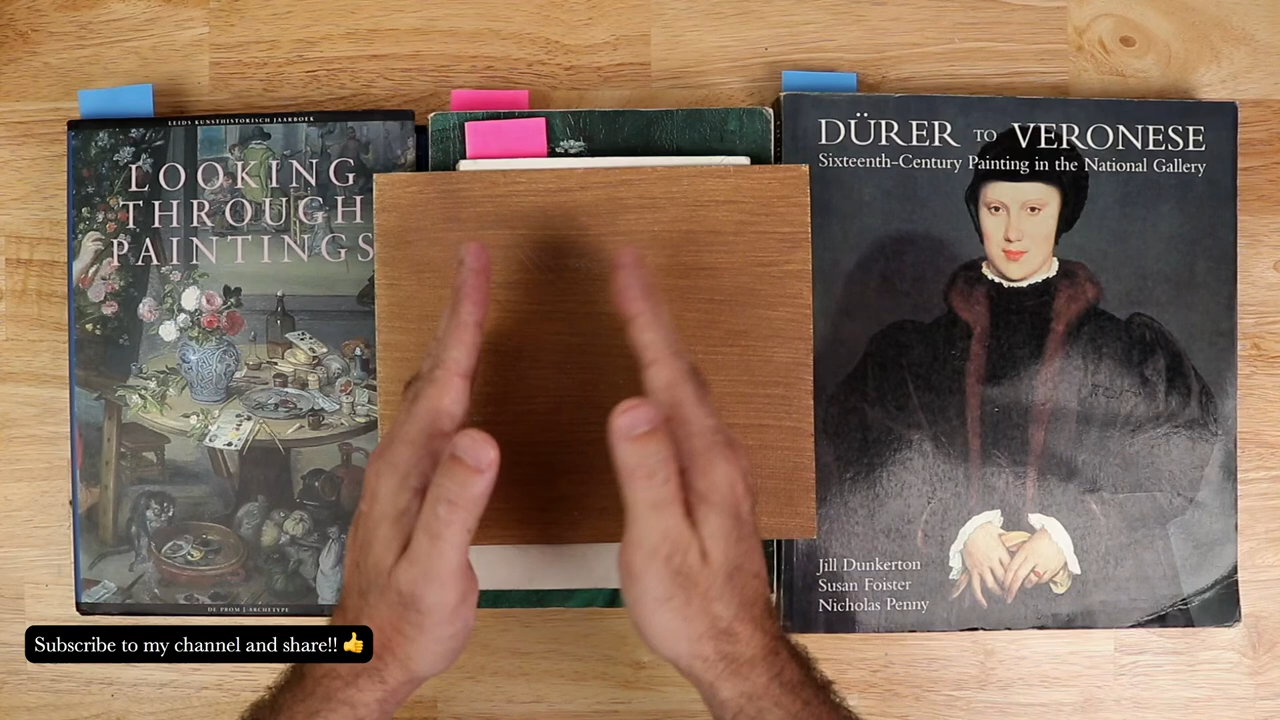 LEIDS KUNSTHISTORISCH JAARBOEK
LOOKING
THROUGH
PAINTINGS
DE PROM | ARCHETYPE
DÜRER TO VERONESE
Sixteenth-Century Painting in the National Gallery
Jill Dunkerton
Susan Foister
Nicholas Penny
Subscribe to my channel and share!! 👍